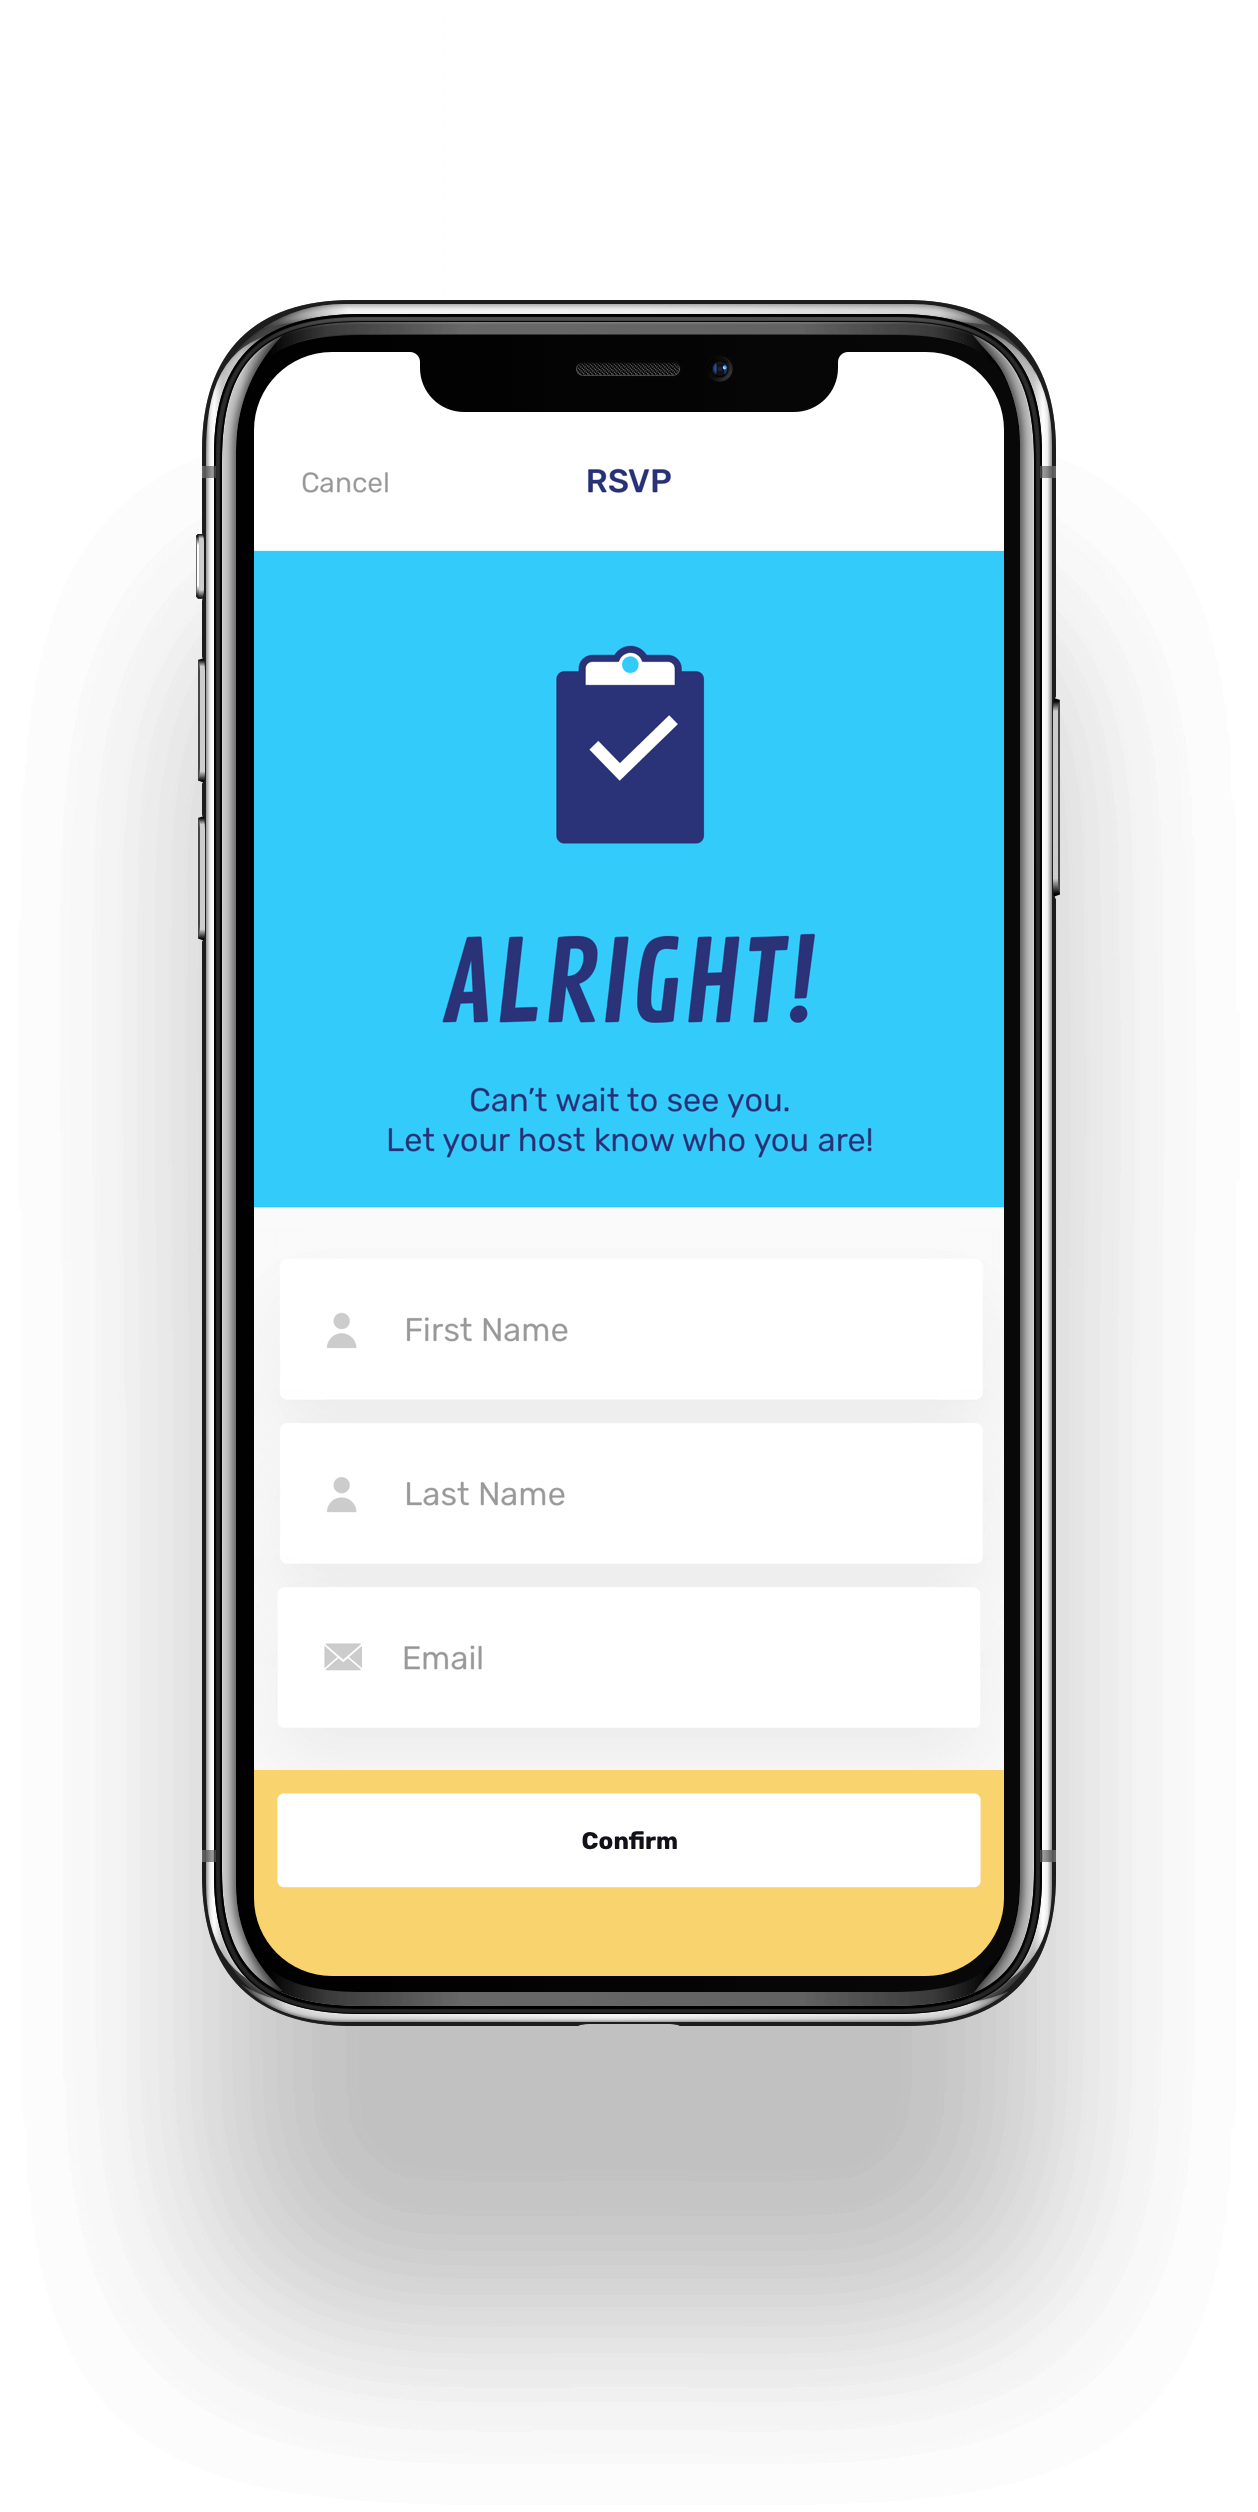 Cancel
RSVP
ALRIGHT!
Can’t wait to see you.
Let your host know who you are!
First Name
Last Name
Email
Confirm